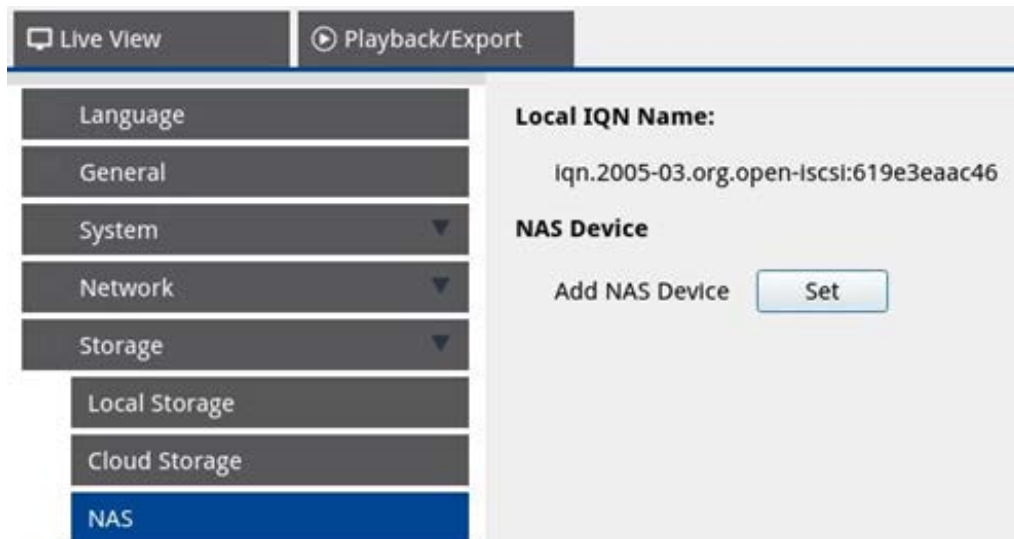 Live View
Playback/Export
Language
General
System
Network
Storage
Local Storage
Cloud Storage
NAS
Local IQN Name:
iqn.2005-03.org.open-iscsi:619e3eaac46
NAS Device
Add NAS Device
Set